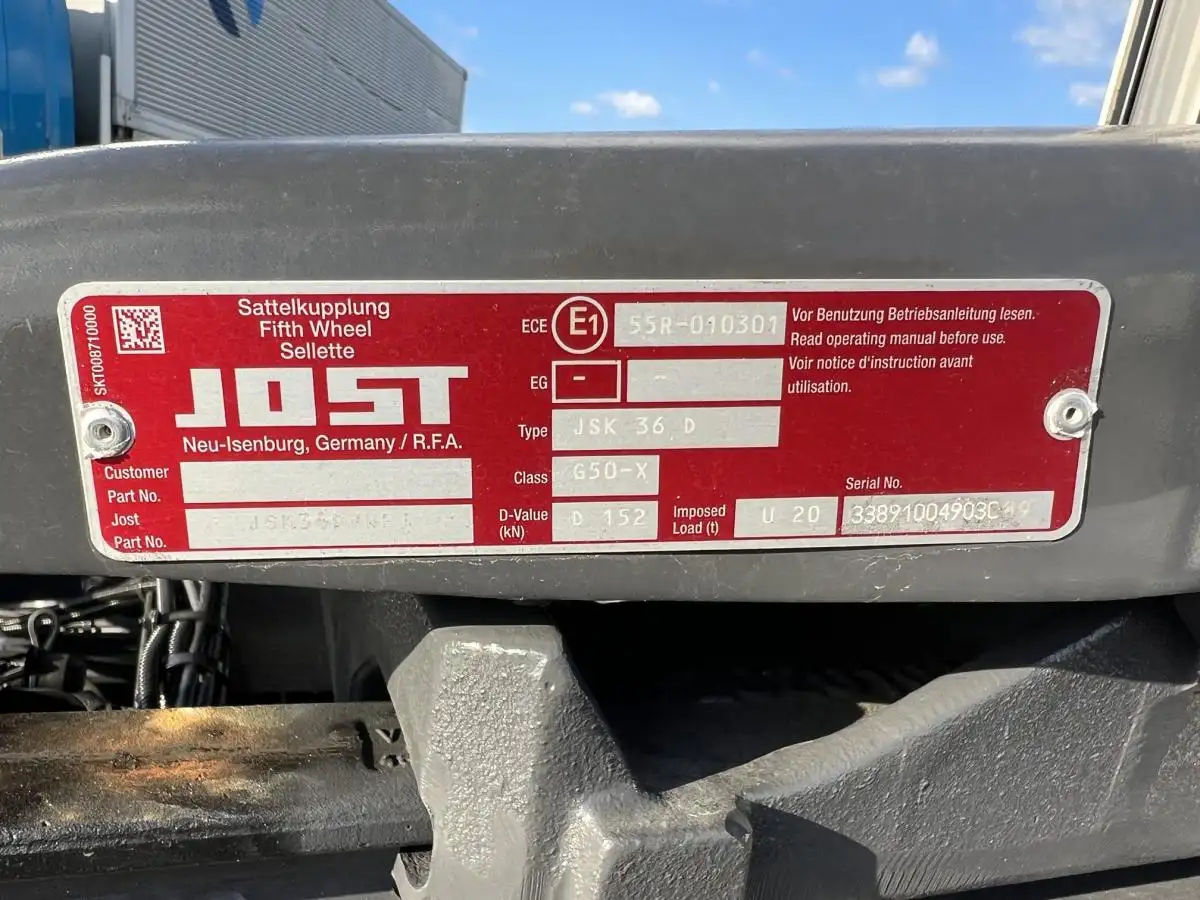 SKT008710000
Sattelkupplung
Fifth Wheel
Sellette
JOST
Neu-Isenburg, Germany / R.F.A.
Customer
Part No.
Jost
Part No.
ECE E1 55R-010301
EG - -
Type JSK 36 D
Class G50-X
D-Value
(kN) D 152
Imposed
Load (t) U 20
Vor Benutzung Betriebsanleitung lesen.
Read operating manual before use.
Voir notice d'instruction avant
utilisation.
Serial No.